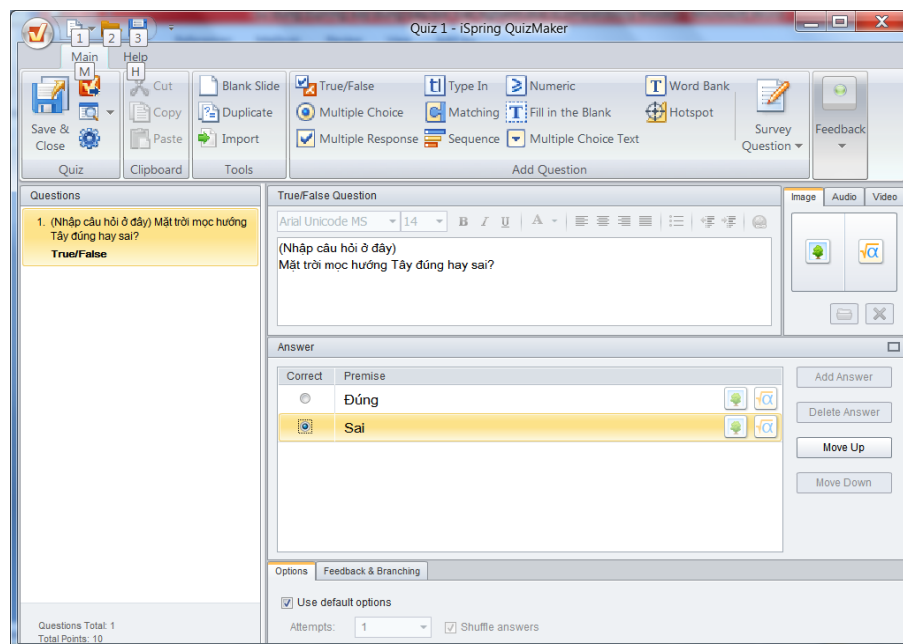 Quiz 1 - iSpring QuizMaker
1 2 3
Main Help
M H
Save & Close
Quiz
Cut
Copy
Paste
Clipboard
Blank Slide
Duplicate
Import
Tools
True/False
Multiple Choice
Multiple Response
Type In
Matching
Sequence
Numeric
Fill in the Blank
Multiple Choice Text
Word Bank
Hotspot
Survey
Question
Add Question
Feedback
Questions
1. (Nhập câu hỏi ở đây) Mặt trời mọc hướng
Tây đúng hay sai?
True/False
Questions Total: 1
Total Points: 10
True/False Question
Arial Unicode MS 14 B I U A
(Nhập câu hỏi ở đây)
Mặt trời mọc hướng Tây đúng hay sai?
Image Audio Video
Answer
Correct Premise
Đúng
Sai
Add Answer
Delete Answer
Move Up
Move Down
Options Feedback & Branching
Use default options
Attempts: 1 Shuffle answers